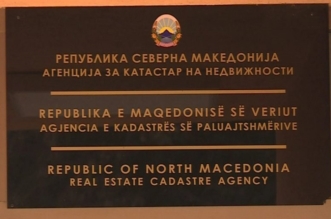 РЕПУБЛИКА СЕВЕРНА МАКЕДОНИЈА
АГЕНЦИЈА ЗА КАТАСТАР НА НЕДВИЖНОСТИ
REPUBLIKA E MAQEDONISË SË VERIUT
AGJENCIA E KADASTRËS SË PALUAJTSHMËRIVE
REPUBLIC OF NORTH MACEDONIA
REAL ESTATE CADASTRE AGENCY